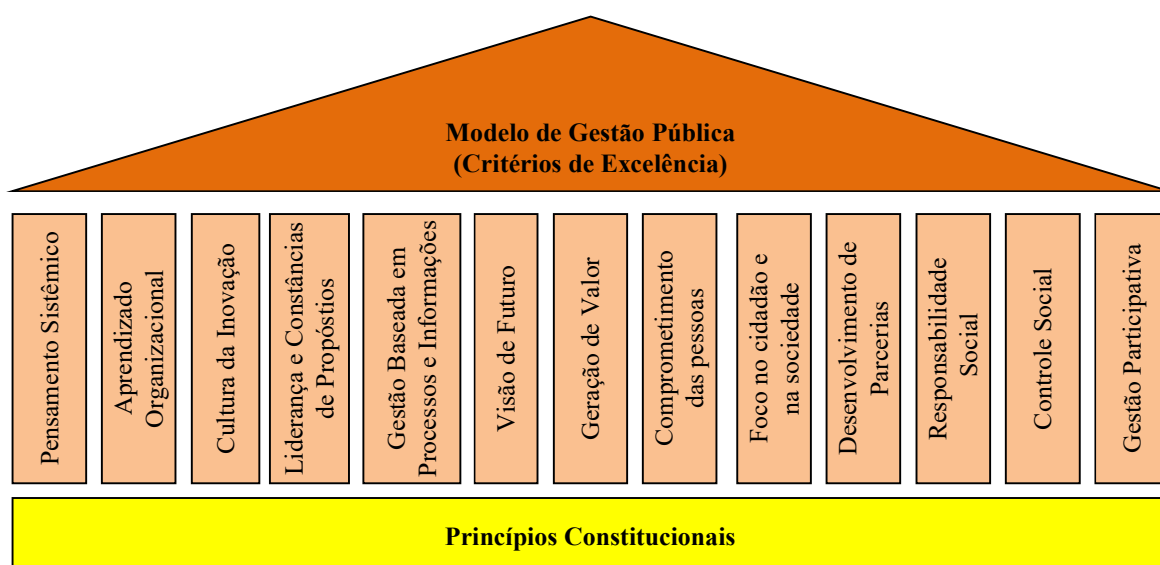 Modelo de Gestão Pública
(Critérios de Excelência)
Pensamento Sistêmico
Aprendizado
Organizacional
Cultura da Inovação
Liderança e Constâncias
de Propóstios
Gestão Baseada em
Processos e Informações
Visão de Futuro
Geração de Valor
Comprometimento
das pessoas
Foco no cidadão e
na sociedade
Desenvolvimento de
Parcerias
Responsabilidade
Social
Controle Social
Gestão Participativa
Princípios Constitucionais